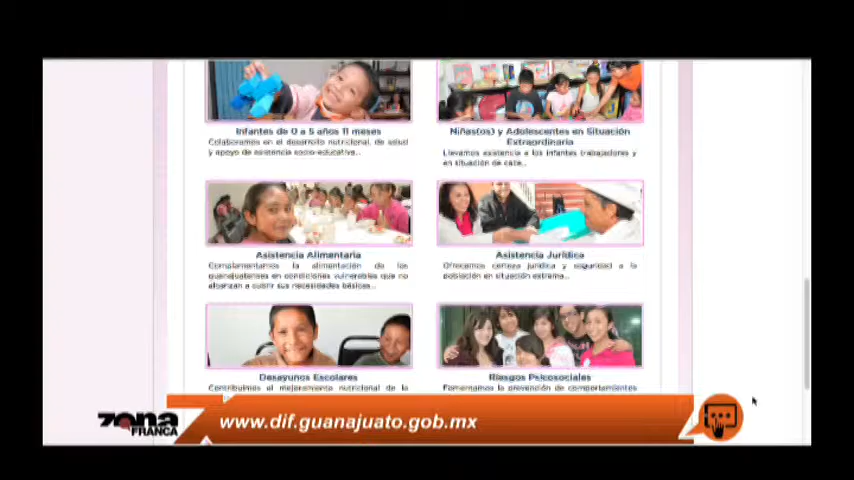 Infantes de 0 a 5 años 11 meses
Colaboramos en el desarrollo nutricional, de salud
y apoyo de asistencia socio-educativa...
Niñas(os) y Adolescentes en Situación
Extraordinaria
Llevamos asistencia a los infantes trabajadores y
en situación de calle...
Asistencia Alimentaria
Complementamos la alimentación de los
guanajuatenses en condiciones vulnerables que no
alcanzan a cubrir sus necesidades básicas...
Asistencia Jurídica
Ofrecemos certeza jurídica y seguridad a la
población en situación extrema...
Desayunos Escolares
Contribuimos al mejoramiento nutricional de la
Riesgos Psicosociales
Fomentamos la prevención de comportamientos
zona
FRANCA
www.dif.guanajuato.gob.mx